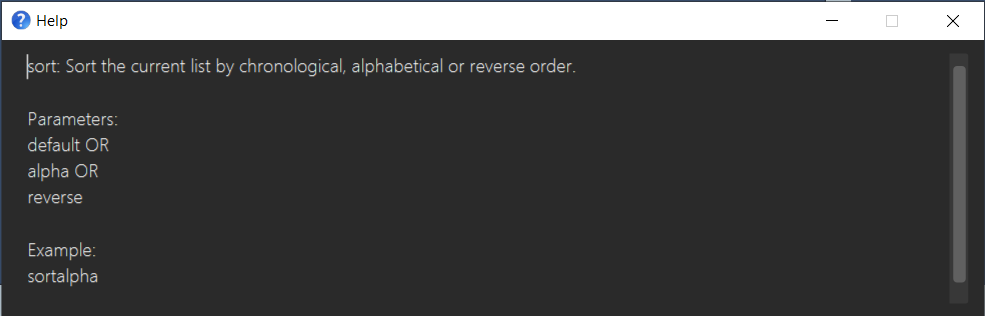 Help
sort: Sort the current list by chronological, alphabetical or reverse order.
Parameters:
default OR
alpha OR
reverse
Example:
sortalpha